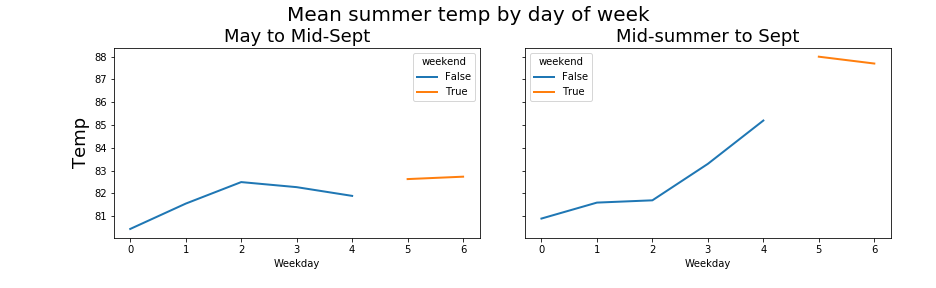 Mean summer temp by day of week
May to Mid-Sept
Temp
88
87
86
85
84
83
82
81
weekend
False
True
0 1 2 3 4 5 6
Weekday
Mid-summer to Sept
weekend
False
True
0 1 2 3 4 5 6
Weekday